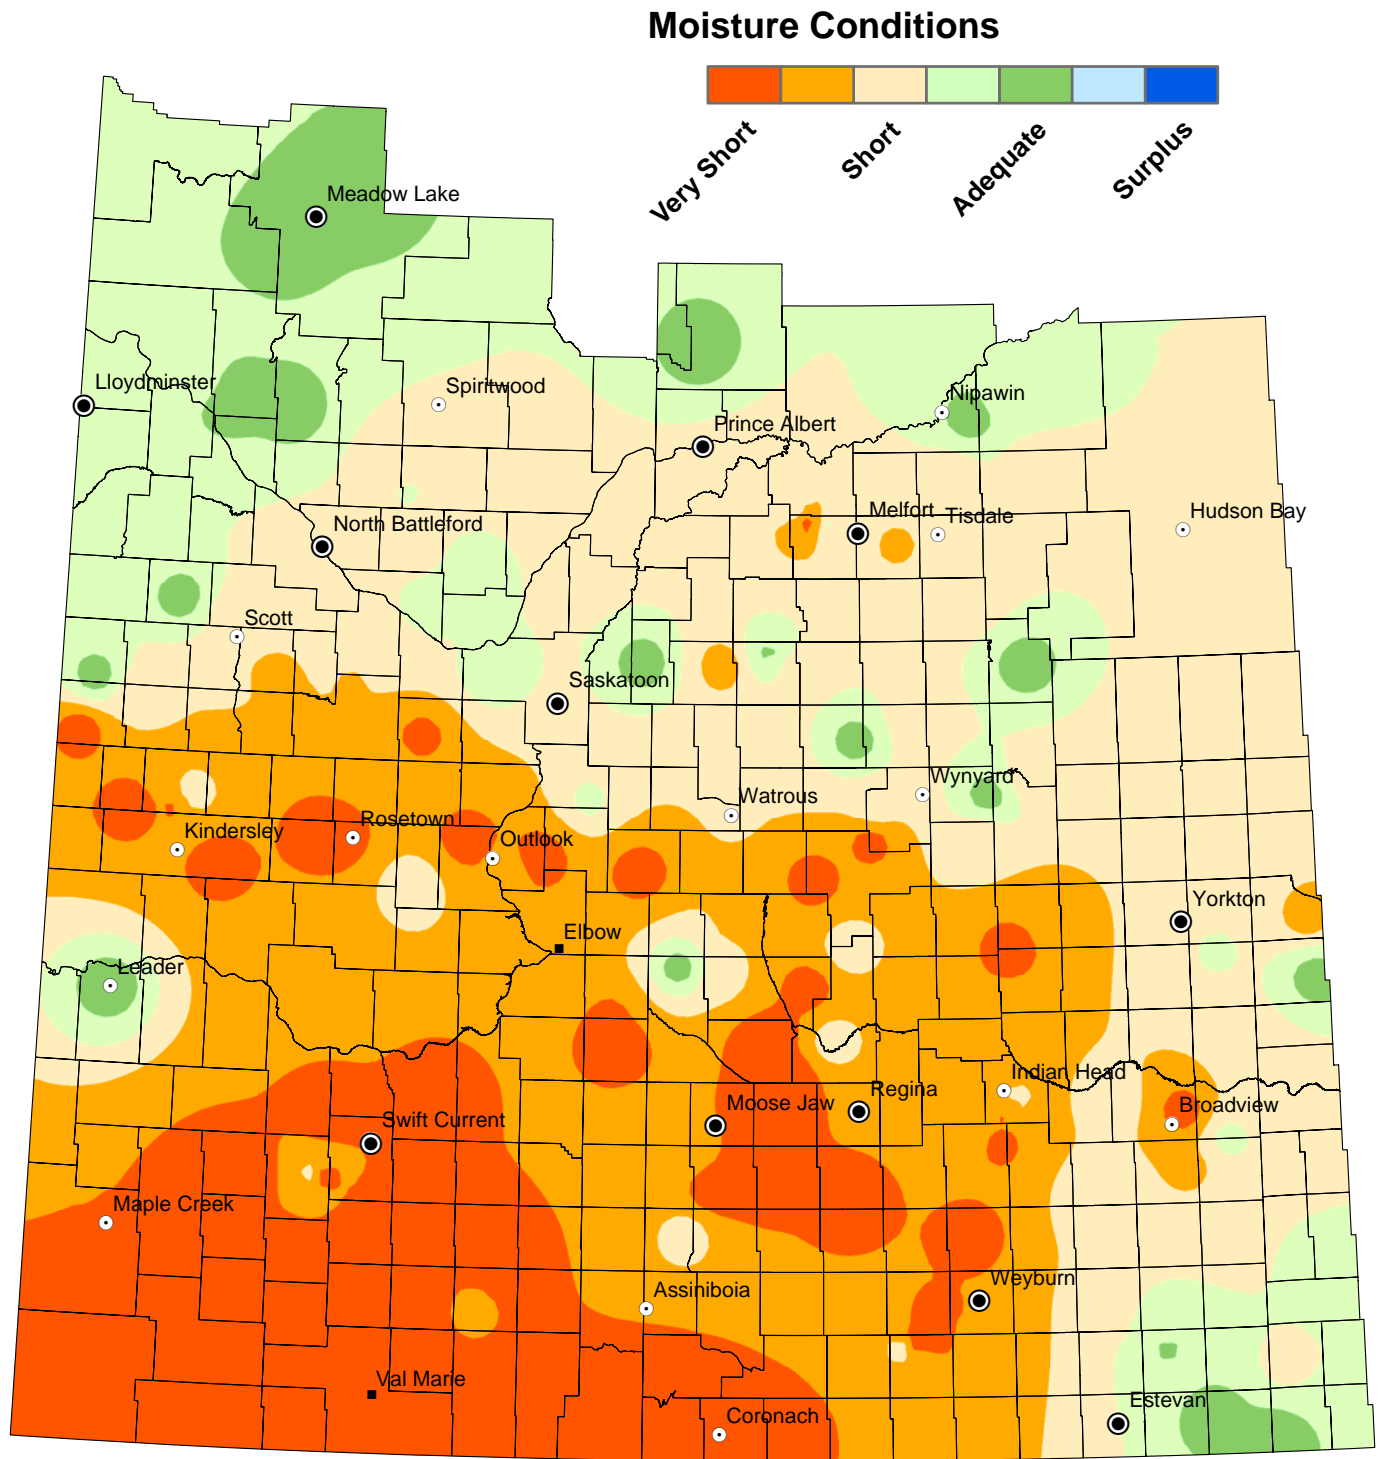 Moisture Conditions
Very Short
Short
Adequate
Surplus
Meadow Lake
Lloydminster
Spiritwood
Nipawin
Prince Albert
Melfort
Tisdale
Hudson Bay
North Battleford
Scott
Saskatoon
Wynyard
Watrous
Rosetown
Kindersley
Outlook
Yorkton
Elbow
Leader
Indian Head
Regina
Moose Jaw
Broadview
Swift Current
Maple Creek
Weyburn
Assiniboia
Val Marie
Estevan
Coronach